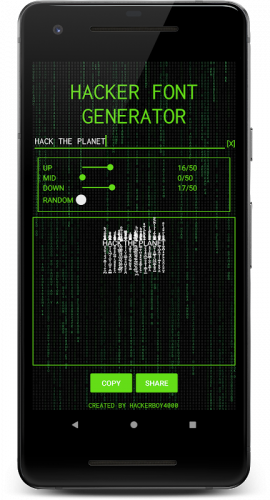 HACKER FONT
GENERATOR
HACK THE PLANET
[X]
UP 16/50
MID 0/50
DOWN 17/50
RANDOM
HACK THE PLANET
COPY SHARE
CREATED BY HACKERBOY4000